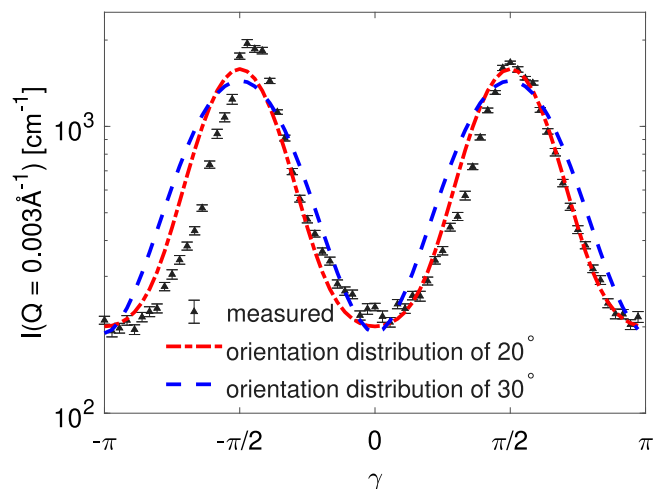 I(Q = 0.003Å⁻¹) [cm⁻¹]
10³
10²
measured
orientation distribution of 20°
orientation distribution of 30°
-π -π/2 0 π/2 π
γ